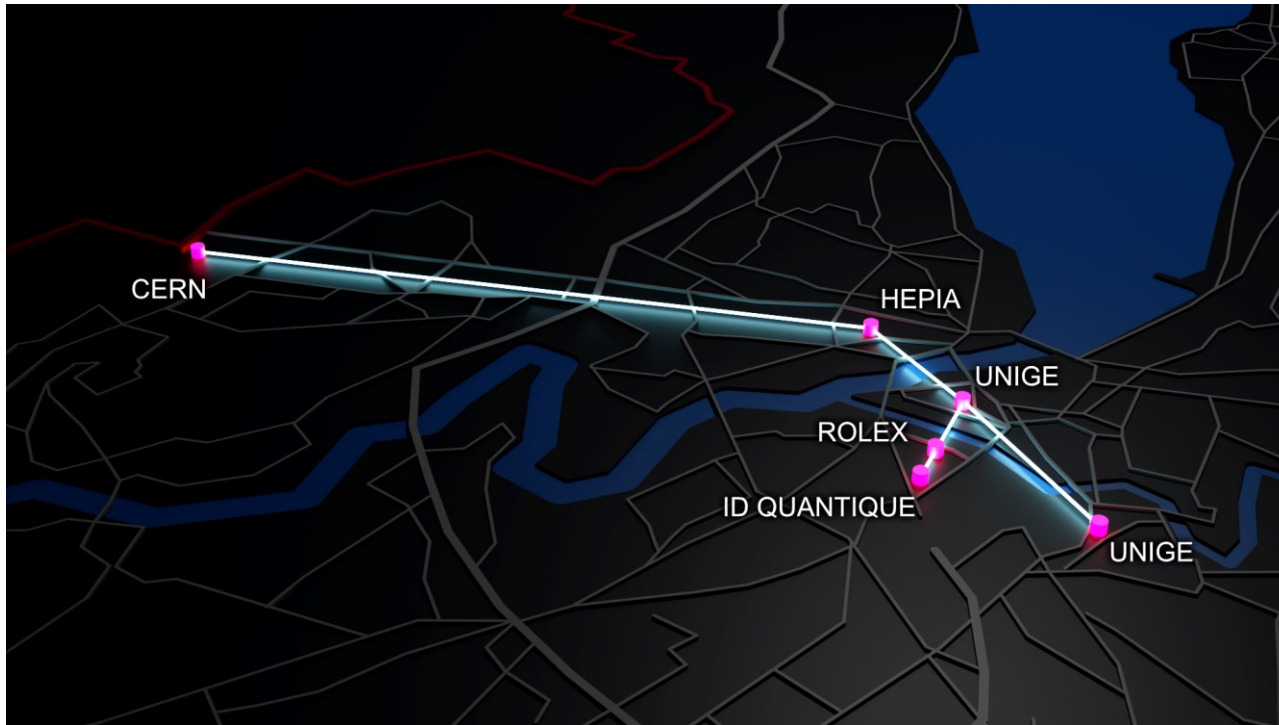 CERN
HEPIA
UNIGE
ROLEX
ID QUANTIQUE
UNIGE